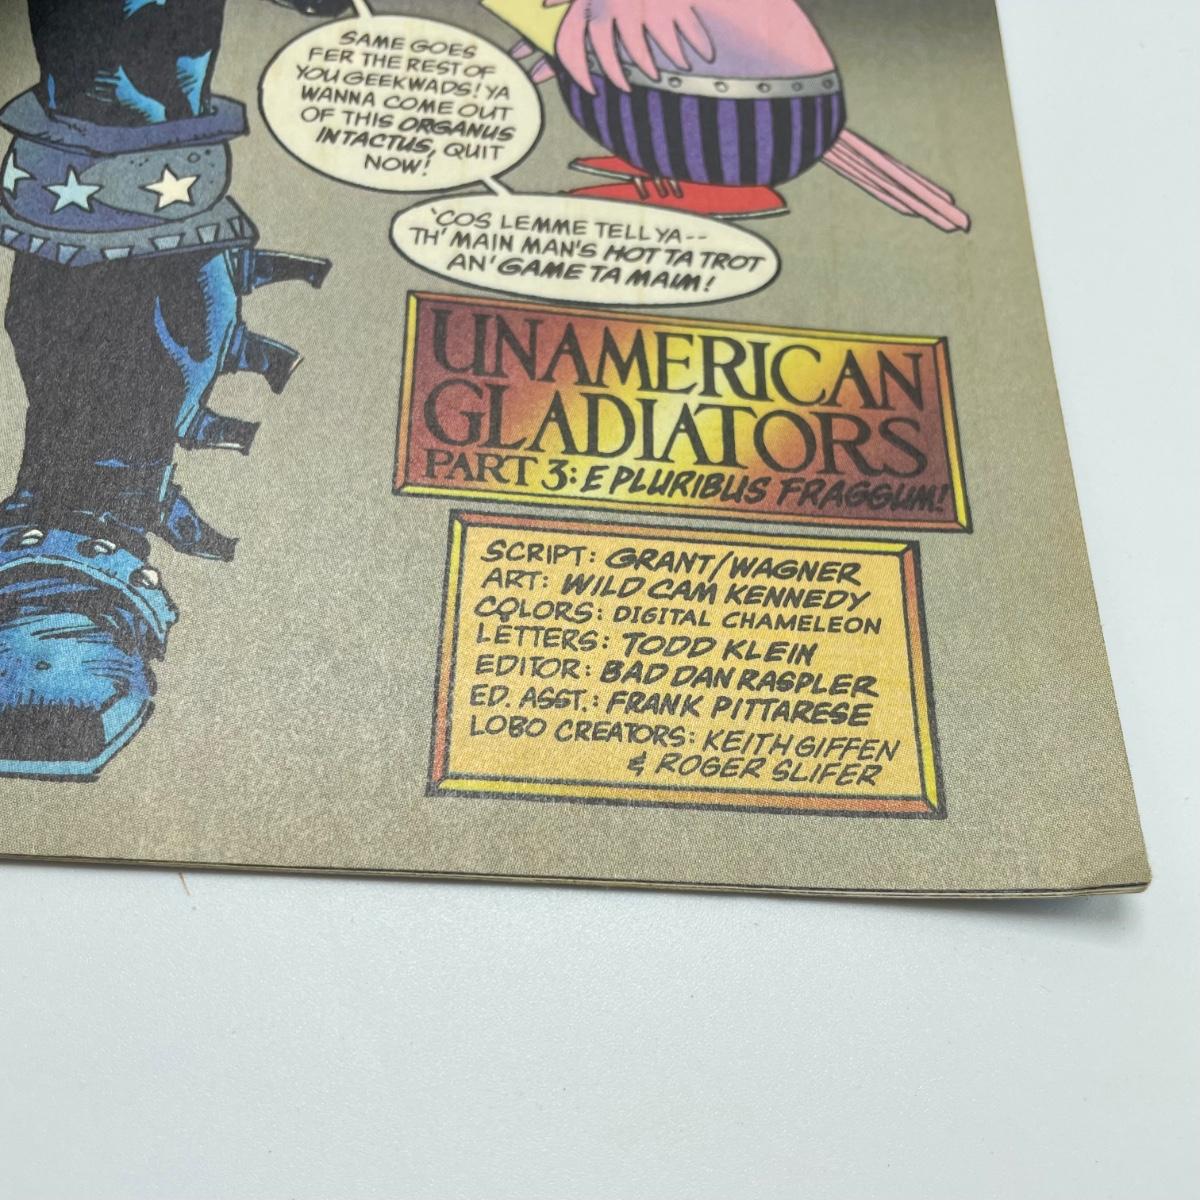 SAME GOES
FER THE REST OF
YOU GEEKWADS! YA
WANNA COME OUT
OF THIS ORGANUS
INTACTUS, QUIT
NOW!
'COS LEMME TELL YA--
TH' MAIN MAN'S HOT TA TROT
AN' GAME TA MAIM!
UNAMERICAN
GLADIATORS
PART 3: E PLURIBUS FRAGGUM!
SCRIPT: GRANT/WAGNER
ART: WILD CAM KENNEDY
COLORS: DIGITAL CHAMELEON
LETTERS: TODD KLEIN
EDITOR: BAD DAN RASPLER
ED. ASST.: FRANK PITTARESE
LOBO CREATORS: KEITH GIFFEN
& ROGER SLIFER